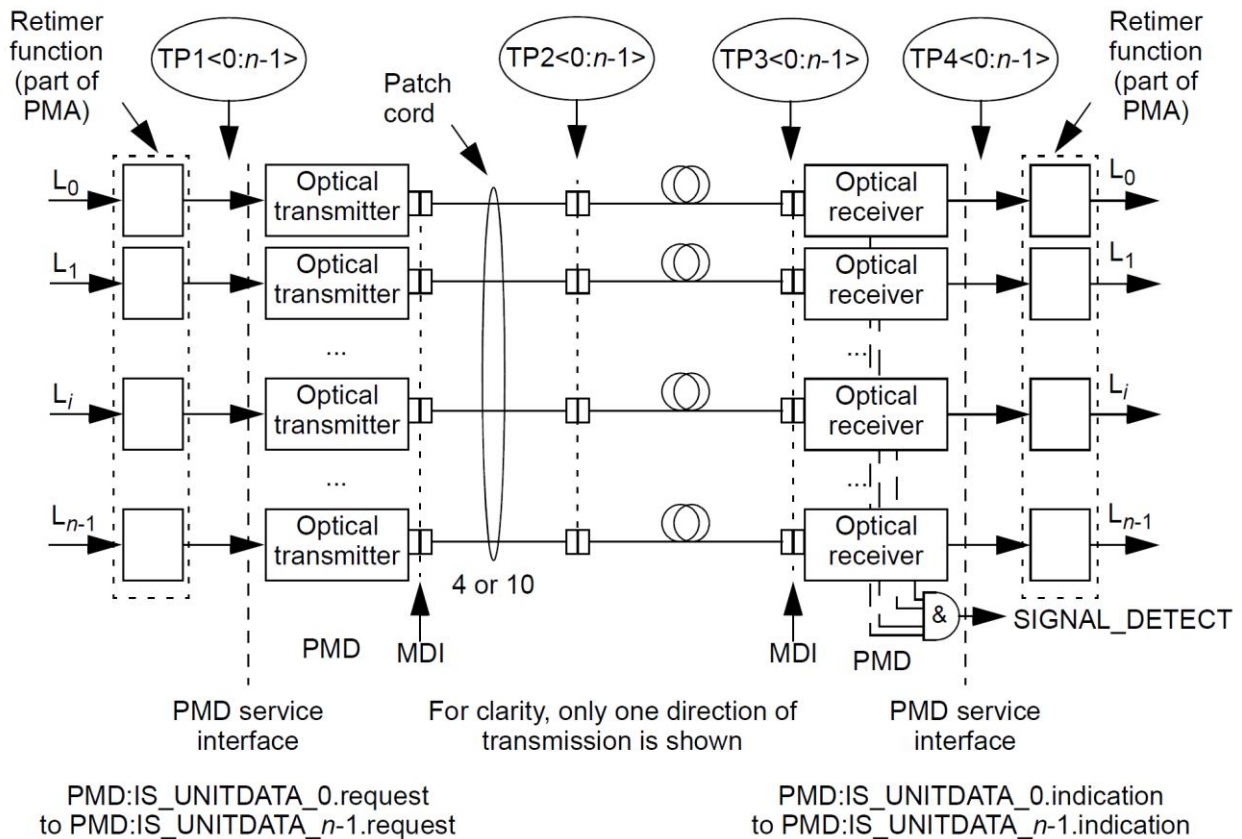 Retimer
function
(part of
PMA)
TP1<0:n-1>
Patch
cord
TP2<0:n-1>
TP3<0:n-1>
TP4<0:n-1>
Retimer
function
(part of
PMA)
L0
Optical
transmitter
Optical
receiver
L0
L1
Optical
transmitter
Optical
receiver
L1
...
...
Li
Optical
transmitter
Optical
receiver
Li
...
...
Ln-1
Optical
transmitter
Optical
receiver
Ln-1
4 or 10
&
SIGNAL_DETECT
PMD
MDI
MDI
PMD
PMD service
interface
For clarity, only one direction of
transmission is shown
PMD service
interface
PMD:IS_UNITDATA_0.request
to PMD:IS_UNITDATA_n-1.request
PMD:IS_UNITDATA_0.indication
to PMD:IS_UNITDATA_n-1.indication